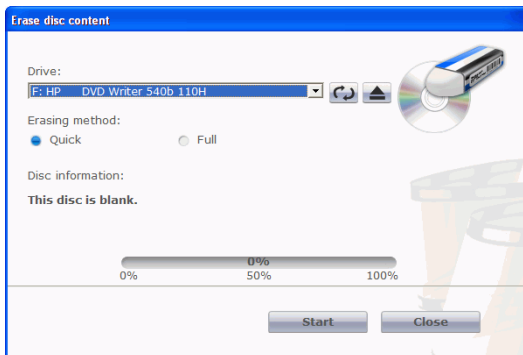 Erase disc content
Drive:
F: HP DVD Writer 540b 110H
Erasing method:
Quick Full
Disc information:
This disc is blank.
0%
0% 50% 100%
Start Close